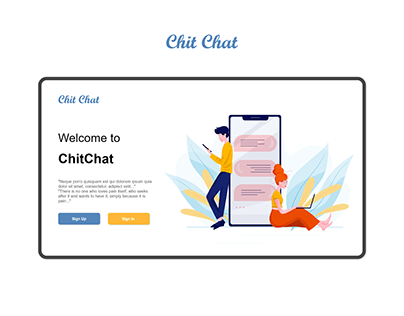 Chit Chat
Chit Chat
Welcome to
ChitChat
"Neque porro quisquam est qui dolorem ipsum quia
dolor sit amet, consectetur, adipisci velit..."
"There is no one who loves pain itself, who seeks
after it and wants to have it, simply because it is
pain..."
Sign Up
Sign In